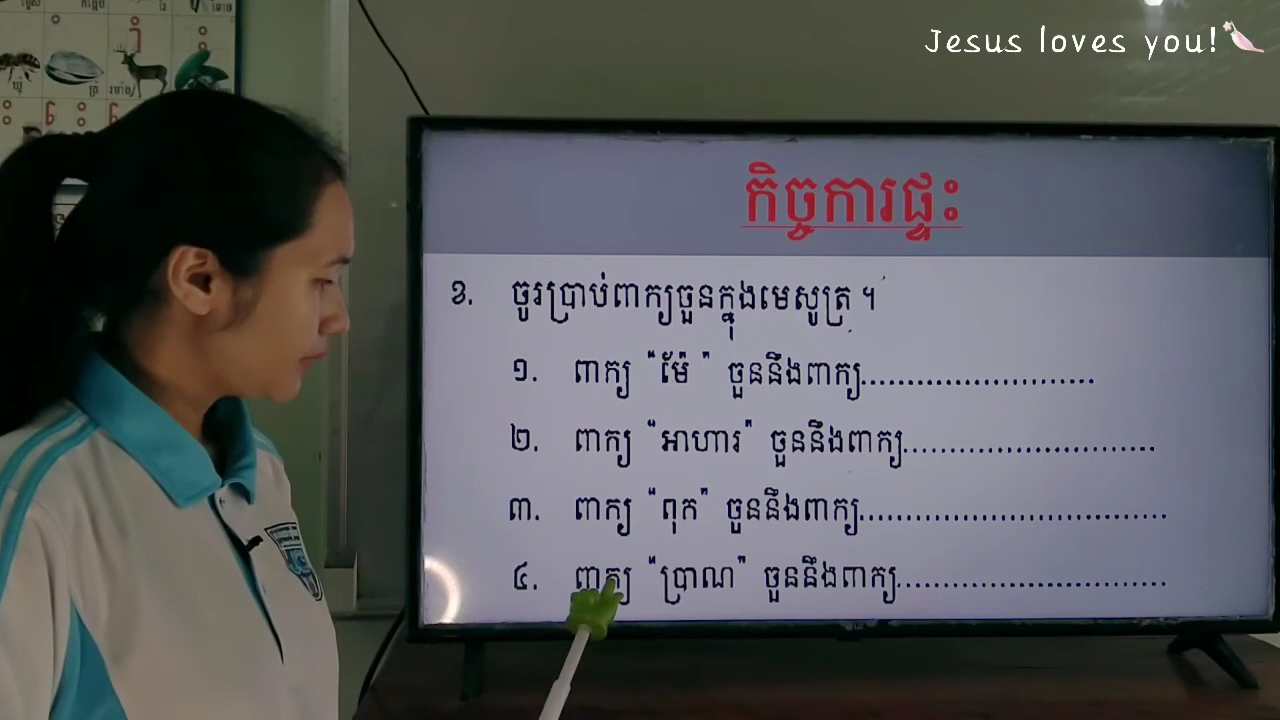 Jesus loves you!
កិច្ចការផ្ទះ
ខ. ចូរប្រាប់ពាក្យចួនក្នុងមេសូត្រ ។
១. ពាក្យ "ម៉ែ" ចួននឹងពាក្យ..........................
២. ពាក្យ "អាហារ" ចួននឹងពាក្យ............................
៣. ពាក្យ "ពុក" ចួននឹងពាក្យ..................................
៤. ពាក្យ "ប្រាណ" ចួននឹងពាក្យ..............................